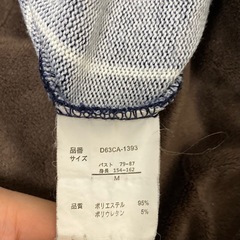 品番 D63CA-1393
サイズ
バスト 79~87
身長 154~162
M
品質 ポリエステル 95%
ポリウレタン 5%